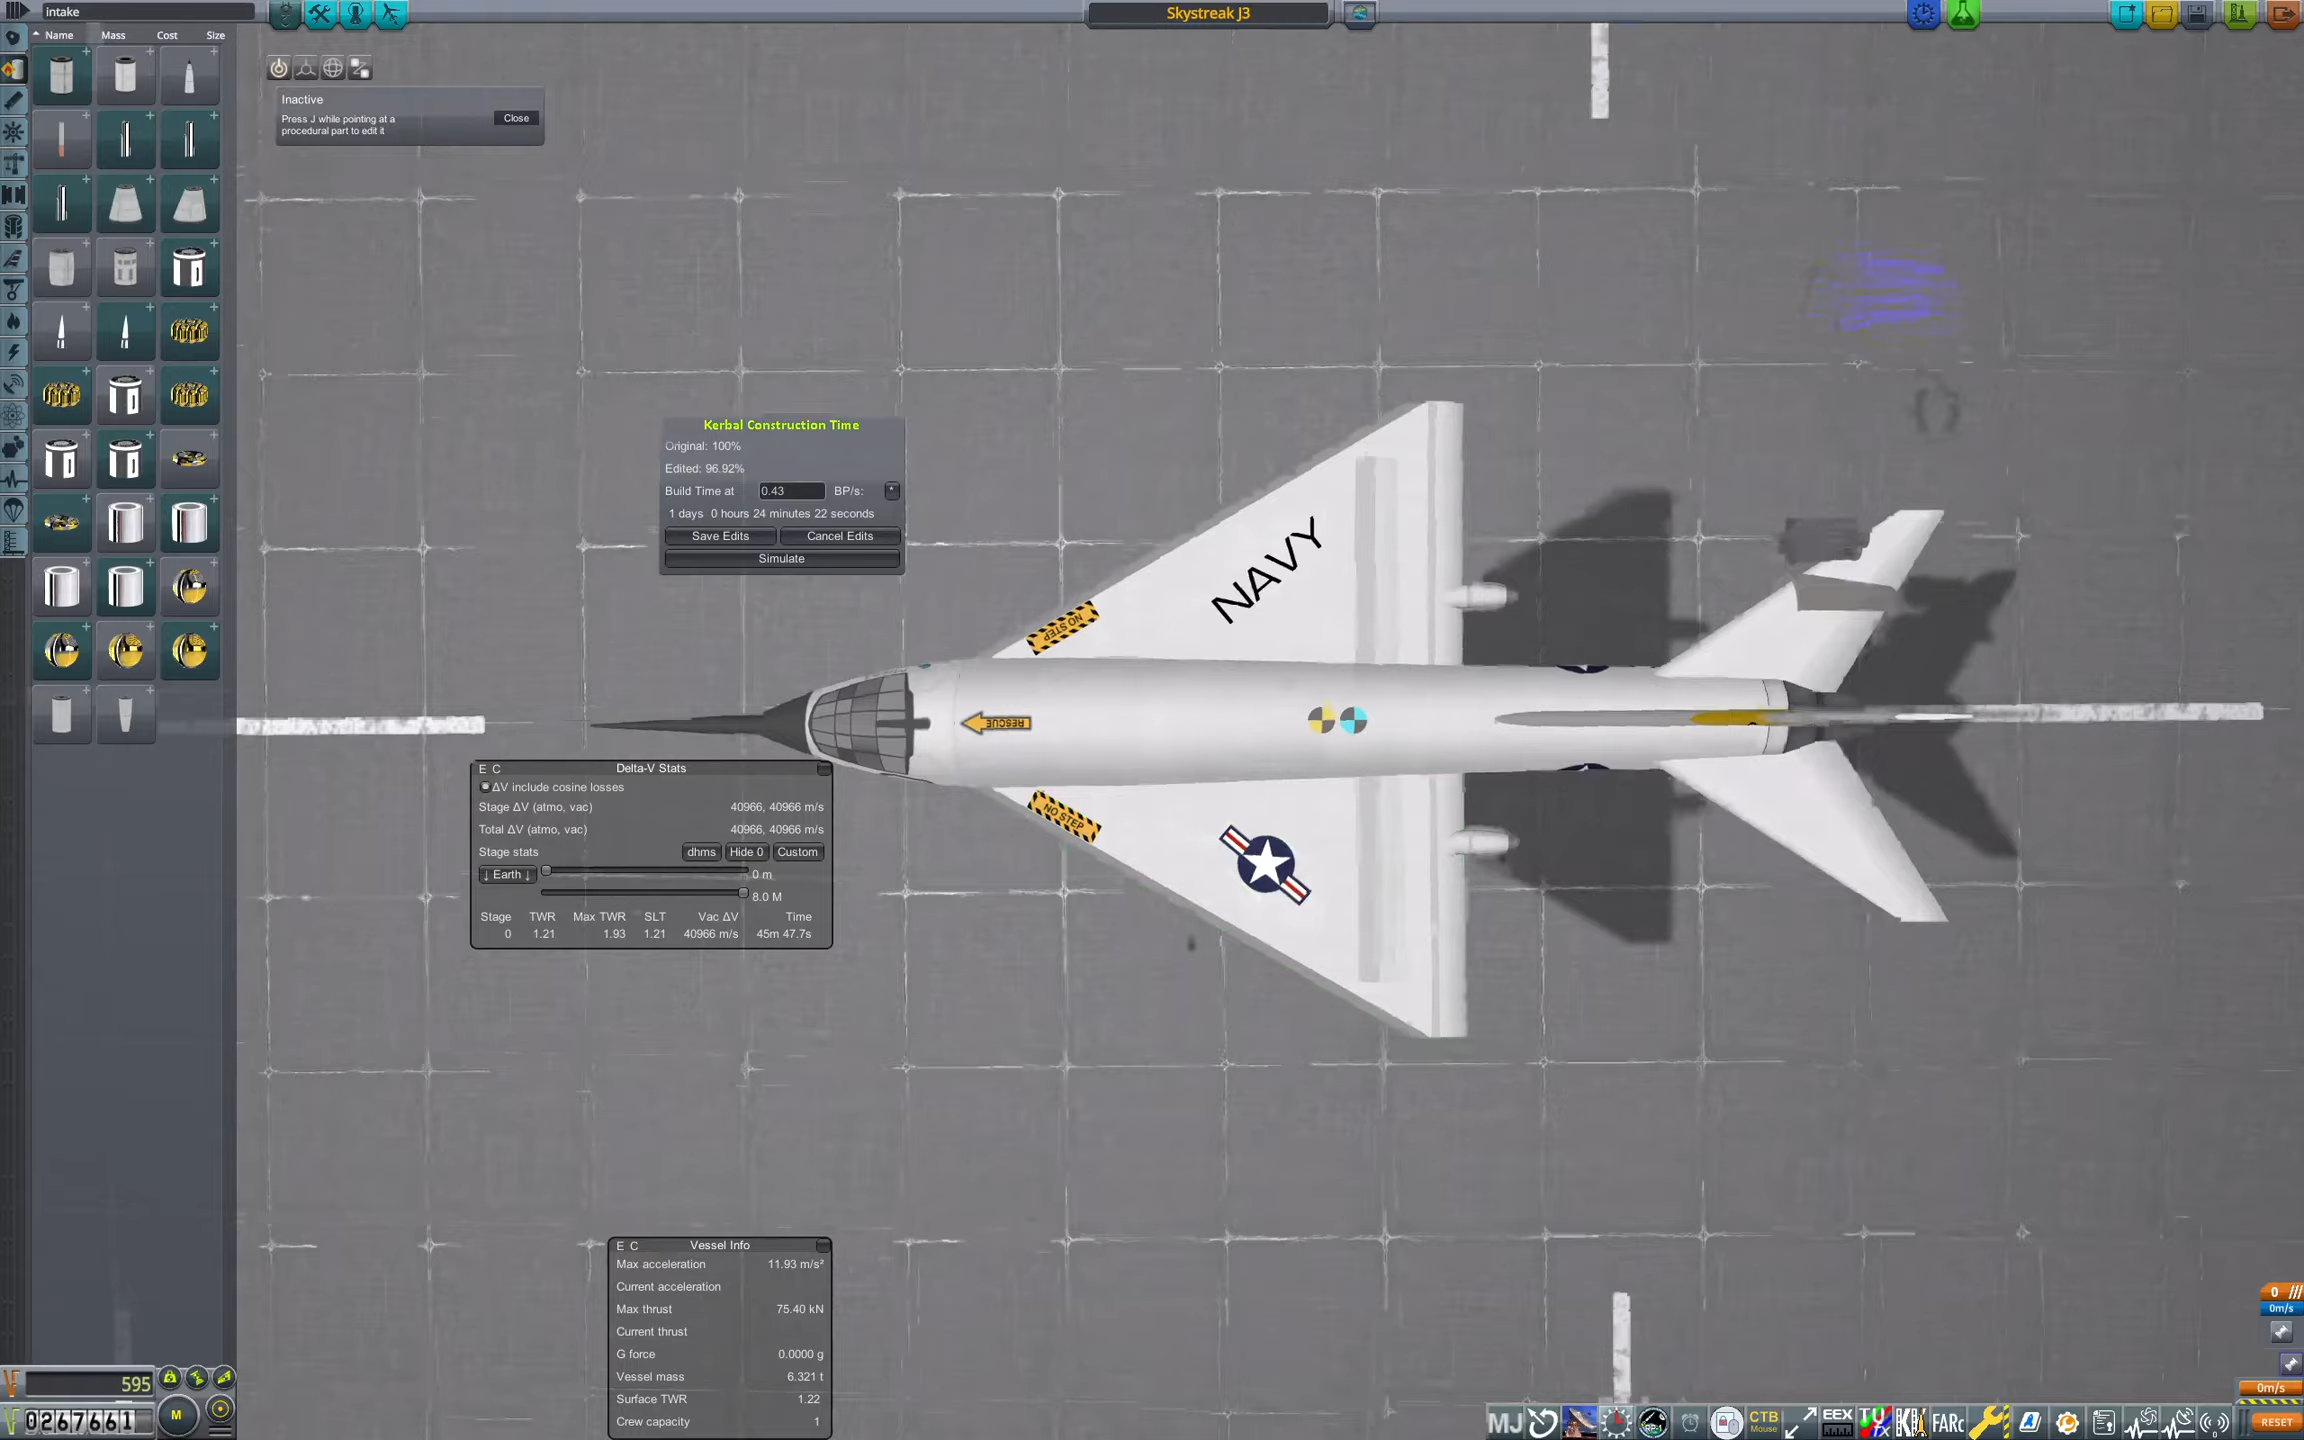 intake
Skystreak J3
Name Mass Cost Size
Inactive
Press J while pointing at a
procedural part to edit it
Close
Kerbal Construction Time
Original: 100%
Edited: 96.92%
Build Time at 0.43 BP/s: *
1 days 0 hours 24 minutes 22 seconds
Save Edits Cancel Edits
Simulate
NAVY
NO STEP
RESCUE
NO STEP
E C Delta-V Stats
ΔV include cosine losses
Stage ΔV (atmo, vac) 40966, 40966 m/s
Total ΔV (atmo, vac) 40966, 40966 m/s
Stage stats dhms Hide 0 Custom
↓ Earth ↓ 0 m
8.0 M
Stage TWR Max TWR SLT Vac ΔV Time
0 1.21 1.93 1.21 40966 m/s 45m 47.7s
E C Vessel Info
Max acceleration 11.93 m/s²
Current acceleration
Max thrust 75.40 kN
Current thrust
G force 0.0000 g
Vessel mass 6.321 t
Surface TWR 1.22
Crew capacity 1
0
0m/s
0m/s
595
0267661
M
MJ
RP-1
CTB
Mouse
EEX
FARc
RESET